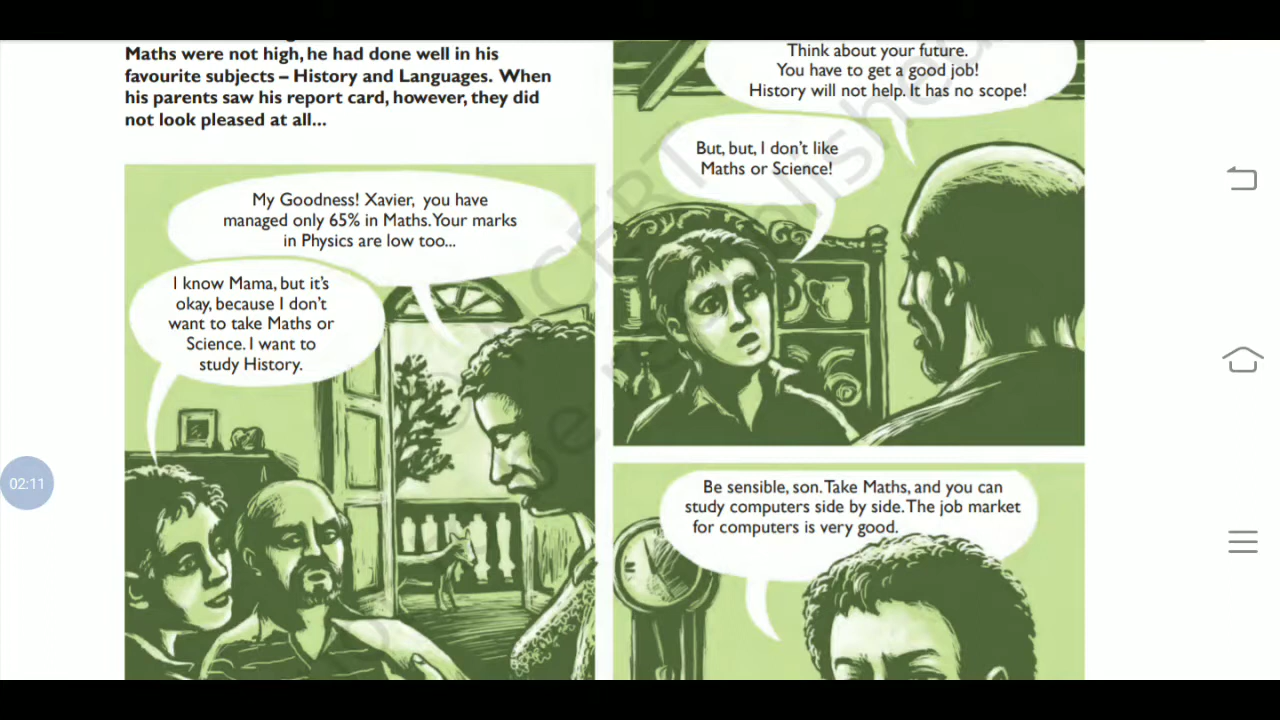 Maths were not high, he had done well in his
favourite subjects – History and Languages. When
his parents saw his report card, however, they did
not look pleased at all...
My Goodness! Xavier, you have
managed only 65% in Maths. Your marks
in Physics are low too...
I know Mama, but it's
okay, because I don't
want to take Maths or
Science. I want to
study History.
Think about your future.
You have to get a good job!
History will not help. It has no scope!
But, but, I don't like
Maths or Science!
Be sensible, son. Take Maths, and you can
study computers side by side. The job market
for computers is very good.
02:11